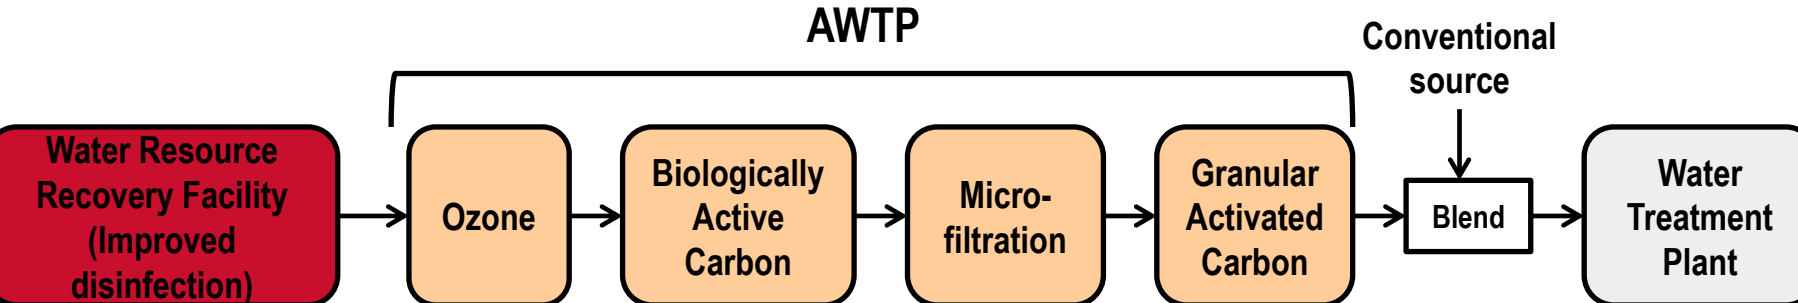 AWTP
Conventional
source
Water Resource
Recovery Facility
(Improved
disinfection)
Ozone
Biologically
Active
Carbon
Micro-
filtration
Granular
Activated
Carbon
Blend
Water
Treatment
Plant